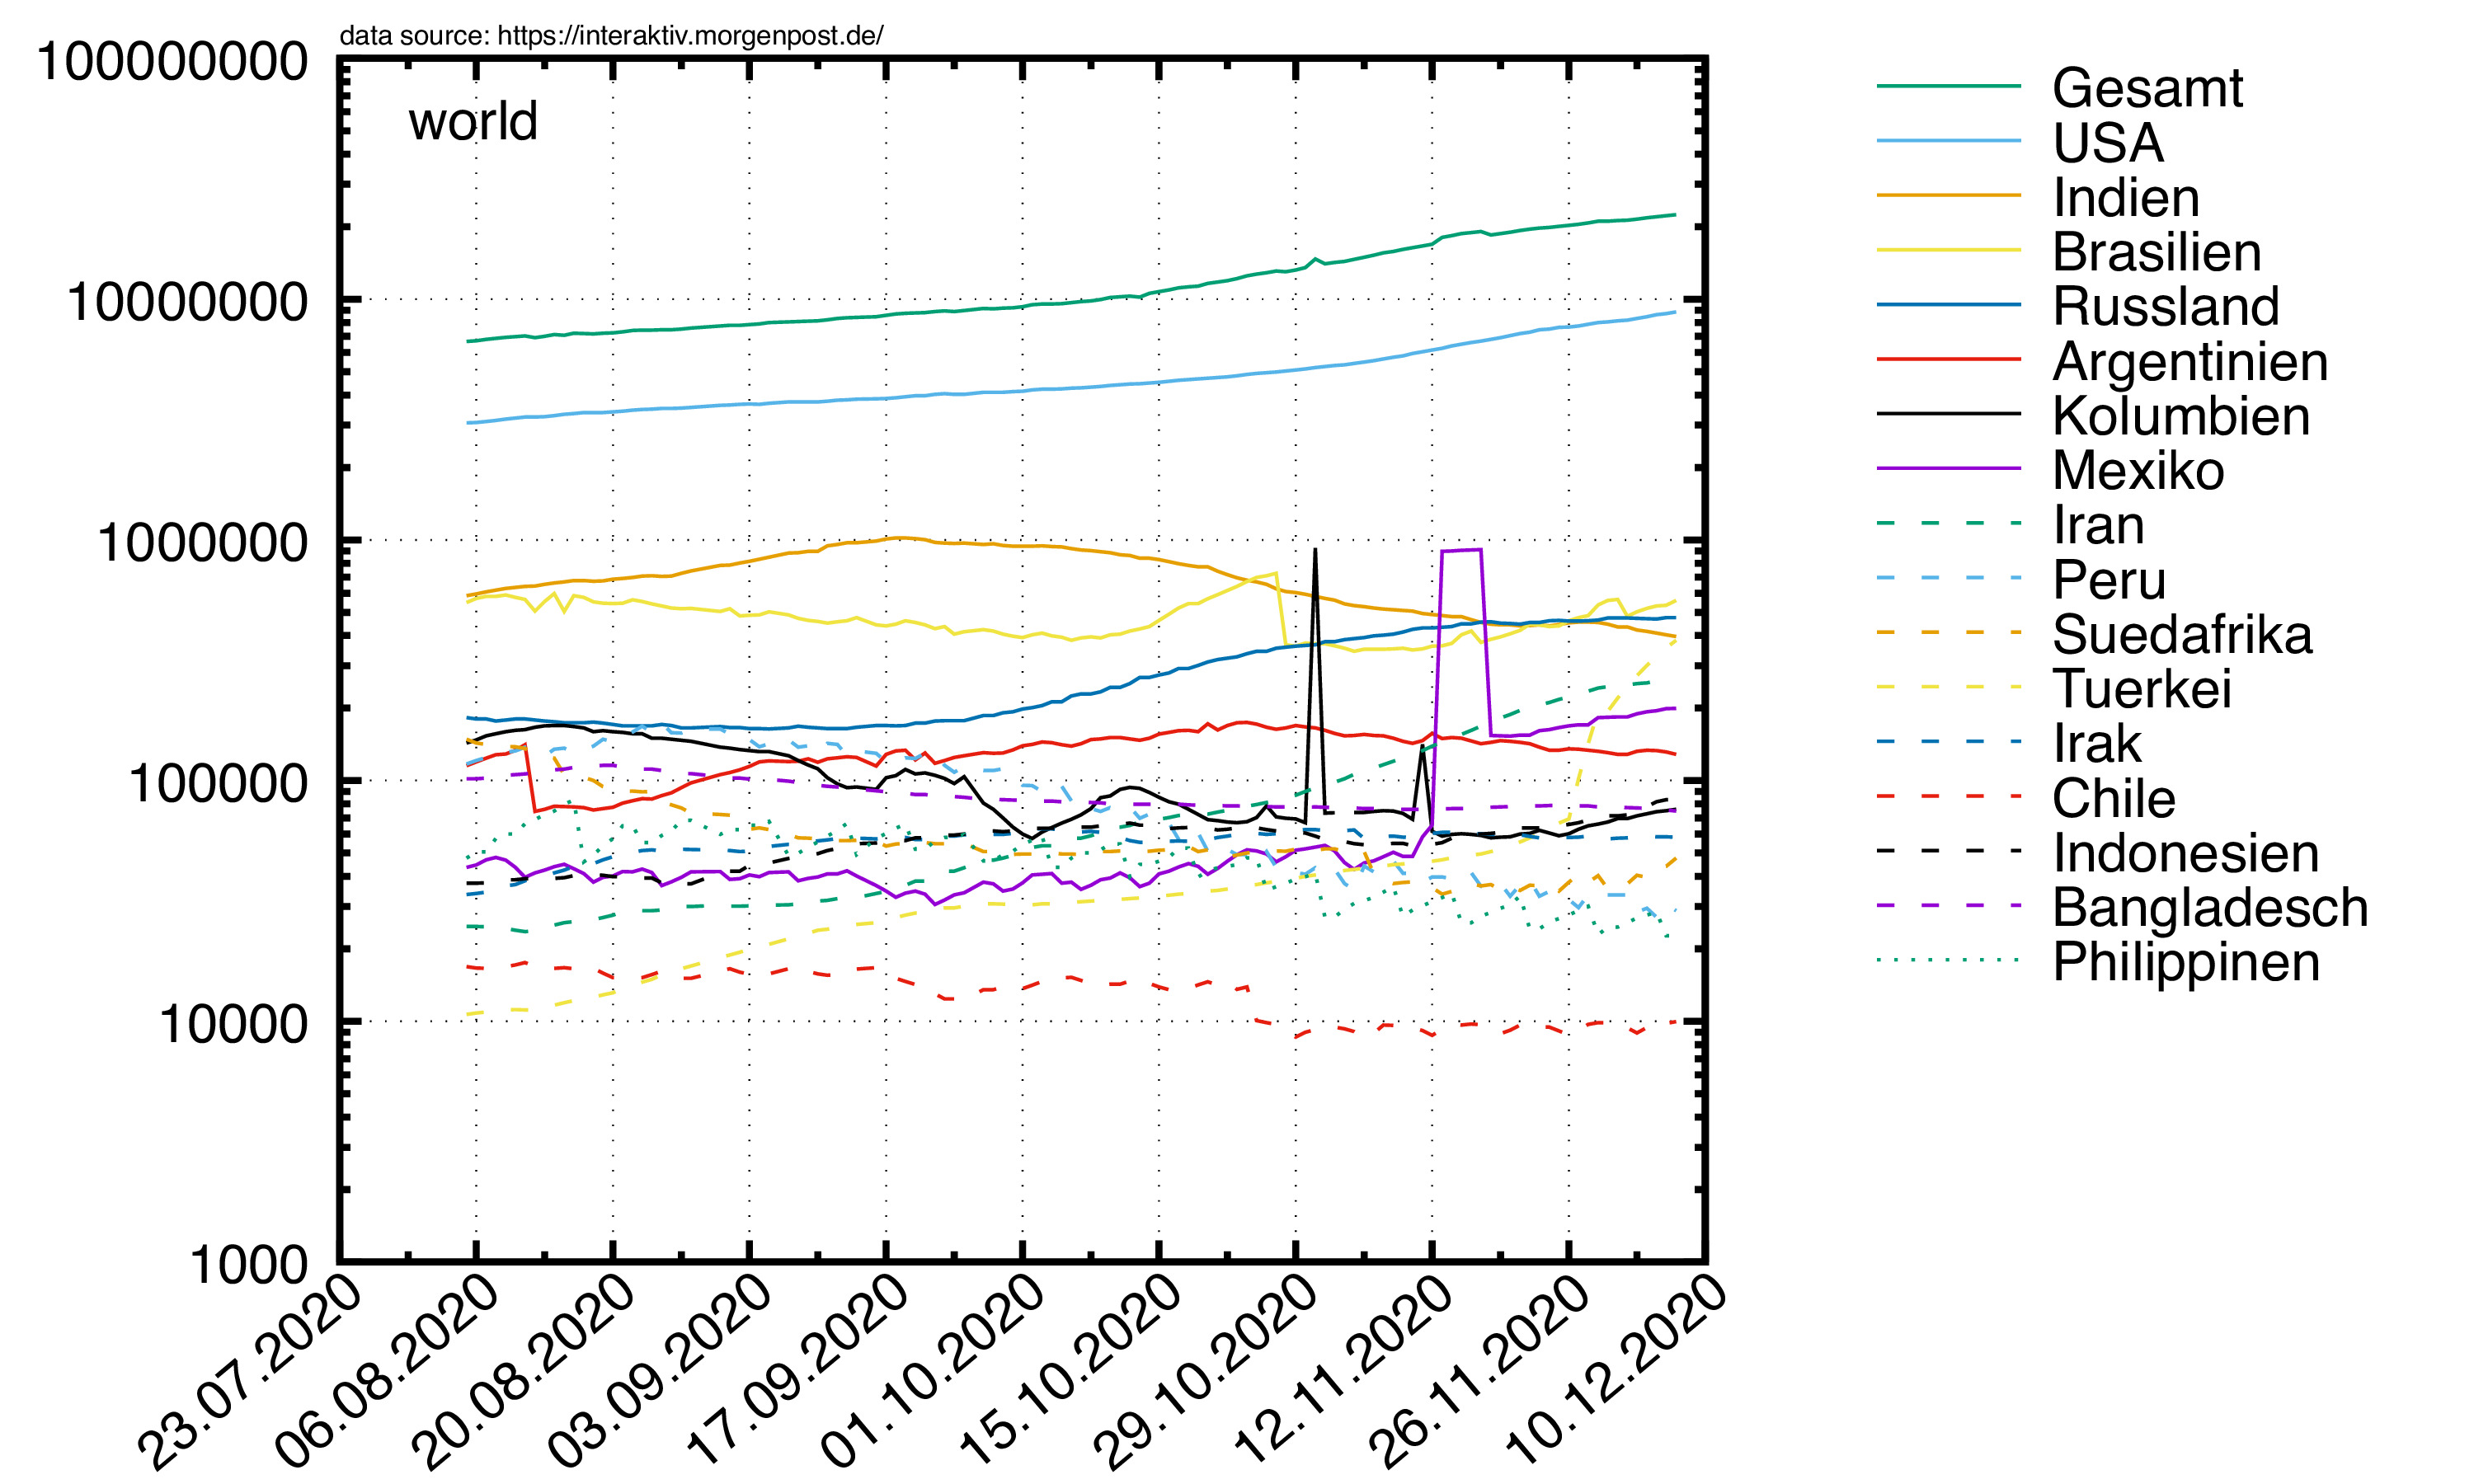 data source: https://interaktiv.morgenpost.de/
world
100000000
10000000
1000000
100000
10000
1000
23.07.2020
06.08.2020
20.08.2020
03.09.2020
17.09.2020
01.10.2020
15.10.2020
29.10.2020
12.11.2020
26.11.2020
10.12.2020
Gesamt
USA
Indien
Brasilien
Russland
Argentinien
Kolumbien
Mexiko
Iran
Peru
Suedafrika
Tuerkei
Irak
Chile
Indonesien
Bangladesch
Philippinen